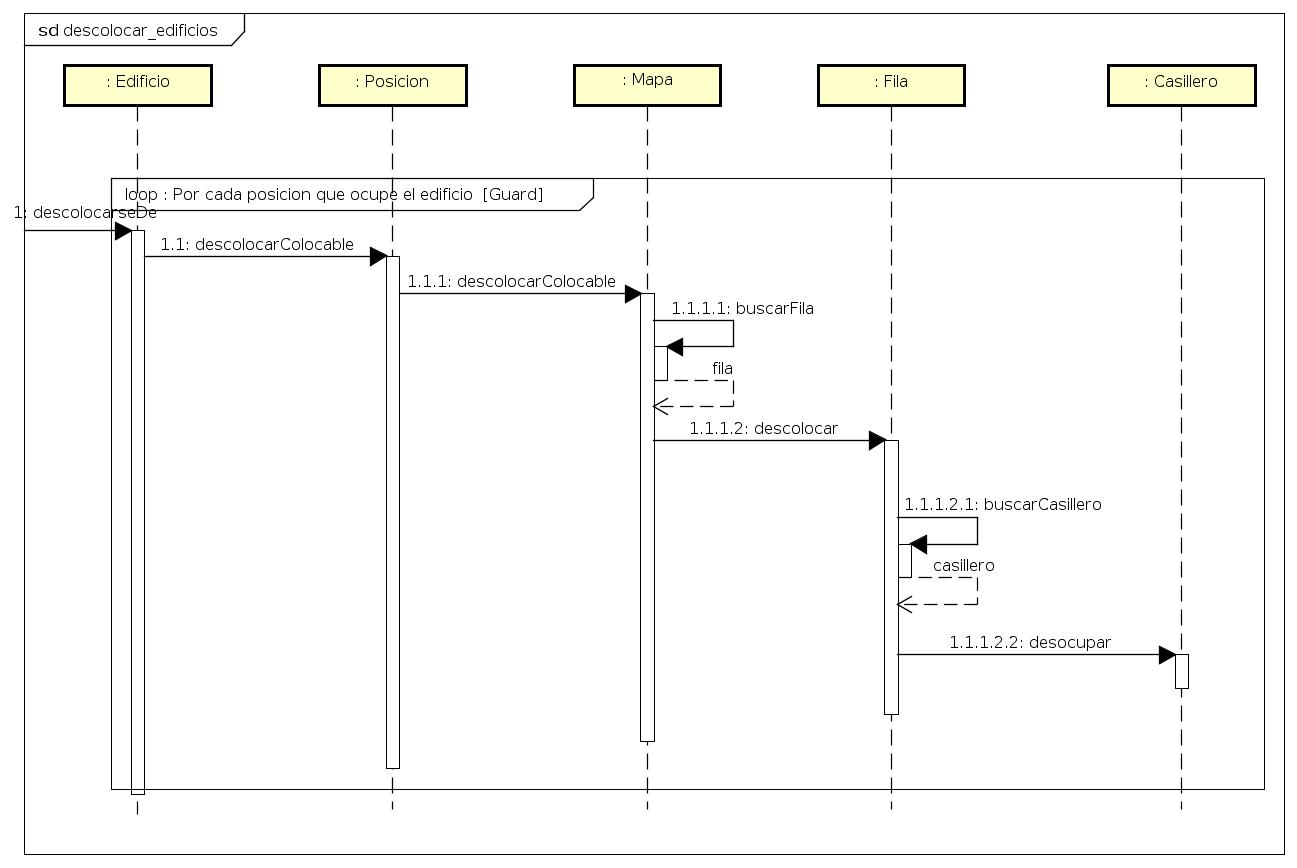 sd descolocar_edificios
: Edificio
: Posicion
: Mapa
: Fila
: Casillero
loop : Por cada posicion que ocupe el edificio [Guard]
1: descolocarseDe
1.1: descolocarColocable
1.1.1: descolocarColocable
1.1.1.1: buscarFila
fila
1.1.1.2: descolocar
1.1.1.2.1: buscarCasillero
casillero
1.1.1.2.2: desocupar